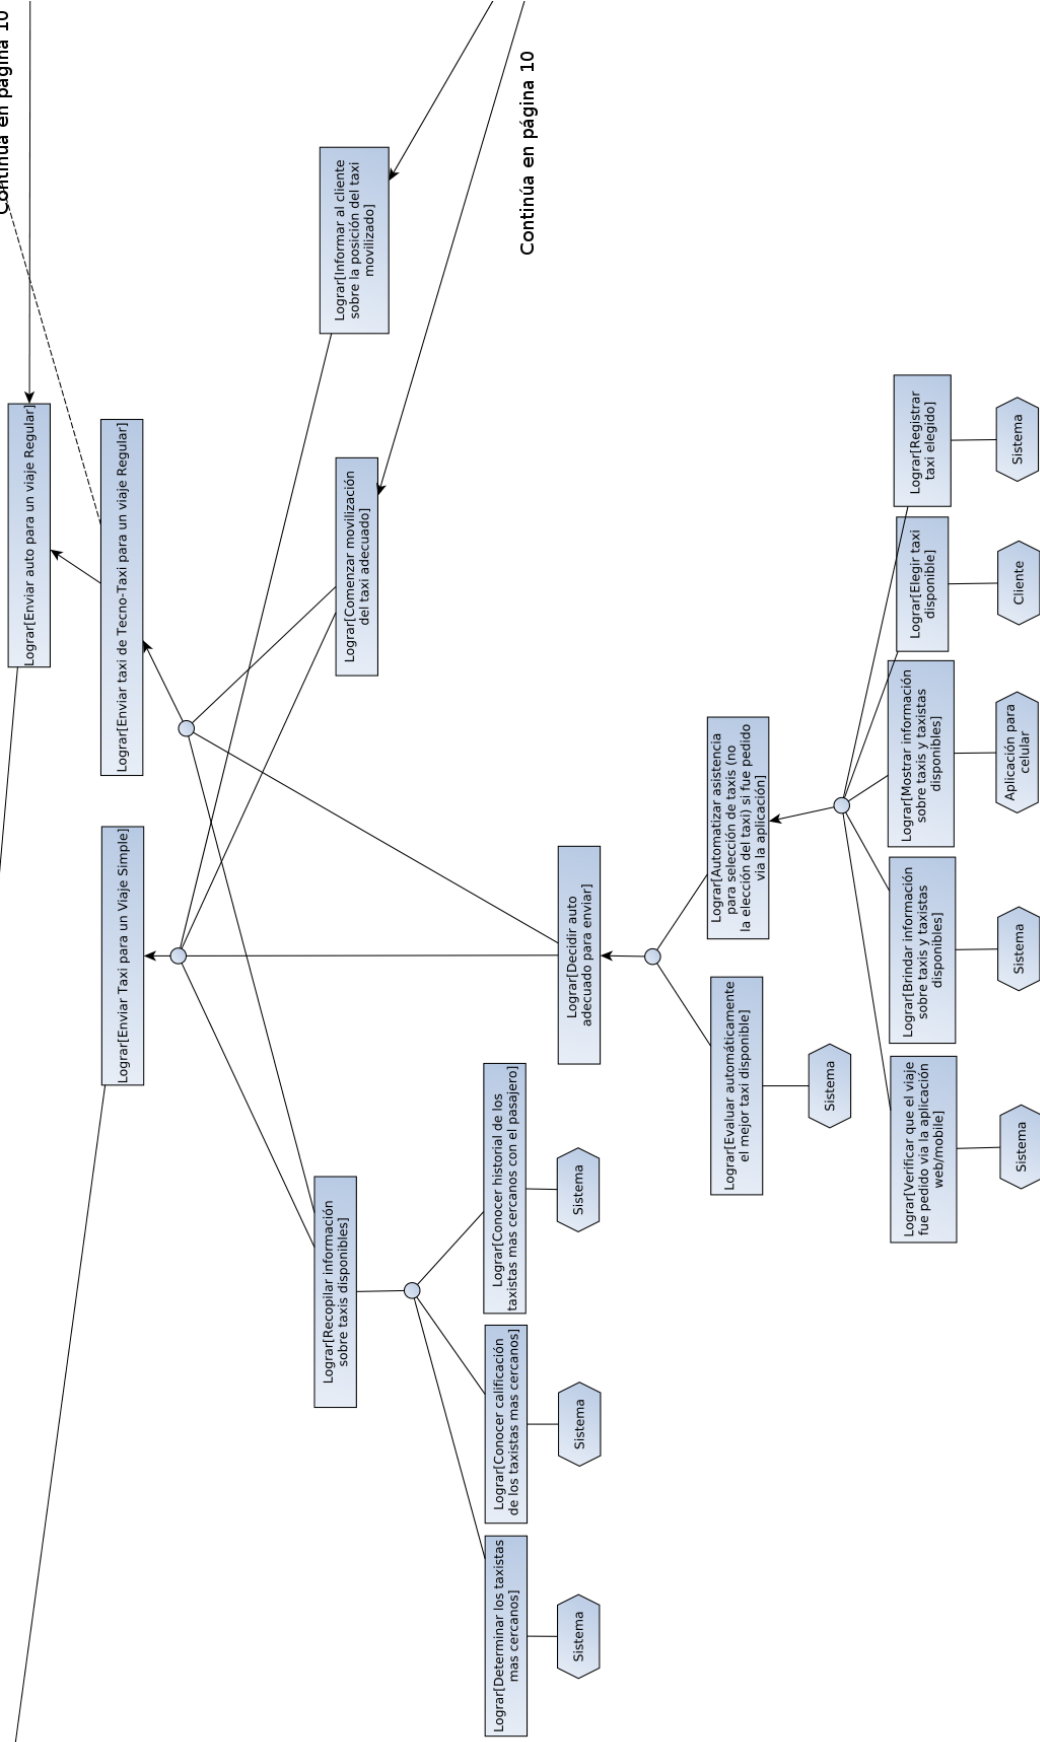 Continúa en página 10
Lograr[Enviar auto para un viaje Regular]
Lograr[Enviar Taxi para un Viaje Simple]
Lograr[Enviar taxi de Tecno-Taxi para un viaje Regular]
Lograr[Recopilar información
sobre taxis disponibles]
Lograr[Comenzar movilización
del taxi adecuado]
Lograr[Informar al cliente
sobre la posición del taxi
movilizado]
Continúa en página 10
Lograr[Determinar los taxistas
mas cercanos]
Lograr[Conocer calificación
de los taxistas mas cercanos]
Lograr[Conocer historial de los
taxistas mas cercanos con el pasajero]
Lograr[Decidir auto
adecuado para enviar]
Sistema
Sistema
Sistema
Lograr[Evaluar automáticamente
el mejor taxi disponible]
Lograr[Automatizar asistencia
para selección de taxis (no
la elección del taxi) si fue pedido
via la aplicación]
Sistema
Lograr[Verificar que el viaje
fue pedido via la aplicación
web/mobile]
Lograr[Brindar información
sobre taxis y taxistas
disponibles]
Lograr[Mostrar información
sobre taxis y taxistas
disponibles]
Lograr[Elegir taxi
disponible]
Lograr[Registrar
taxi elegido]
Sistema
Sistema
Aplicación para
celular
Cliente
Sistema